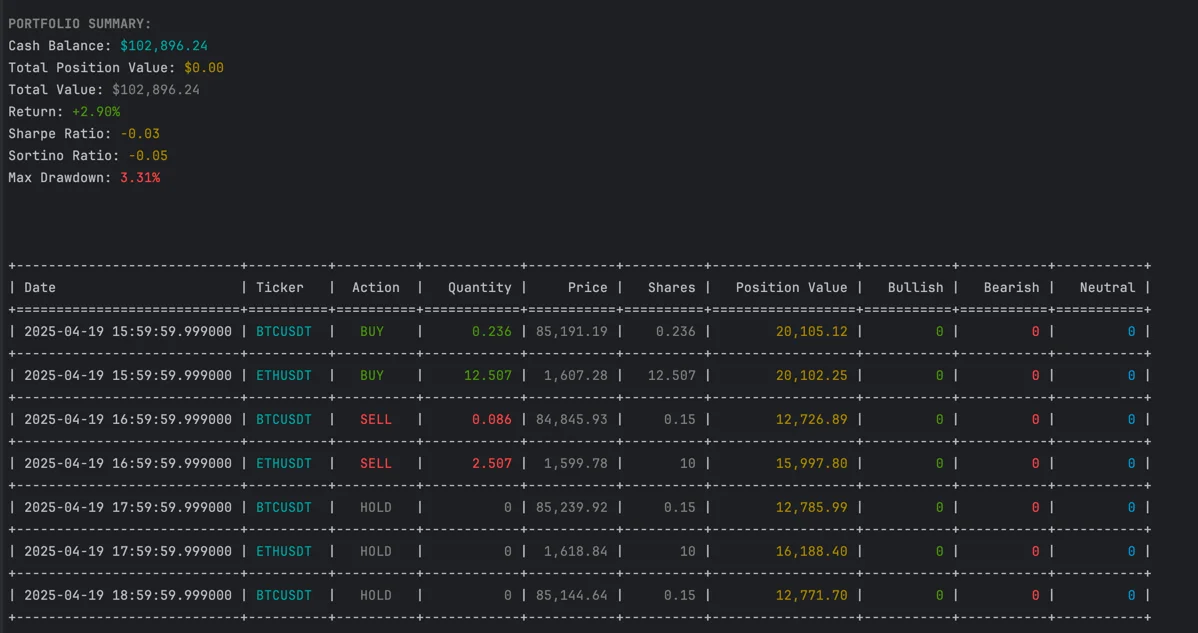 PORTFOLIO SUMMARY:
Cash Balance: $102,896.24
Total Position Value: $0.00
Total Value: $102,896.24
Return: +2.90%
Sharpe Ratio: -0.03
Sortino Ratio: -0.05
Max Drawdown: 3.31%
+----------------------------+----------+----------+------------+----------+----------+------------------+-----------+-----------+-----------+
| Date | Ticker | Action | Quantity | Price | Shares | Position Value | Bullish | Bearish | Neutral |
+============================+==========+==========+============+==========+==========+==================+===========+===========+===========+
| 2025-04-19 15:59:59.999000 | BTCUSDT | BUY | 0.236 | 85,191.19 | 0.236 | 20,105.12 | 0 | 0 | 0 |
| 2025-04-19 15:59:59.999000 | ETHUSDT | BUY | 12.507 | 1,607.28 | 12.507 | 20,102.25 | 0 | 0 | 0 |
| 2025-04-19 16:59:59.999000 | BTCUSDT | SELL | 0.086 | 84,845.93 | 0.15 | 12,726.89 | 0 | 0 | 0 |
| 2025-04-19 16:59:59.999000 | ETHUSDT | SELL | 2.507 | 1,599.78 | 10 | 15,997.80 | 0 | 0 | 0 |
| 2025-04-19 17:59:59.999000 | BTCUSDT | HOLD | 0 | 85,239.92 | 0.15 | 12,785.99 | 0 | 0 | 0 |
| 2025-04-19 17:59:59.999000 | ETHUSDT | HOLD | 0 | 1,618.84 | 10 | 16,188.40 | 0 | 0 | 0 |
| 2025-04-19 18:59:59.999000 | BTCUSDT | HOLD | 0 | 85,144.64 | 0.15 | 12,771.70 | 0 | 0 | 0 |